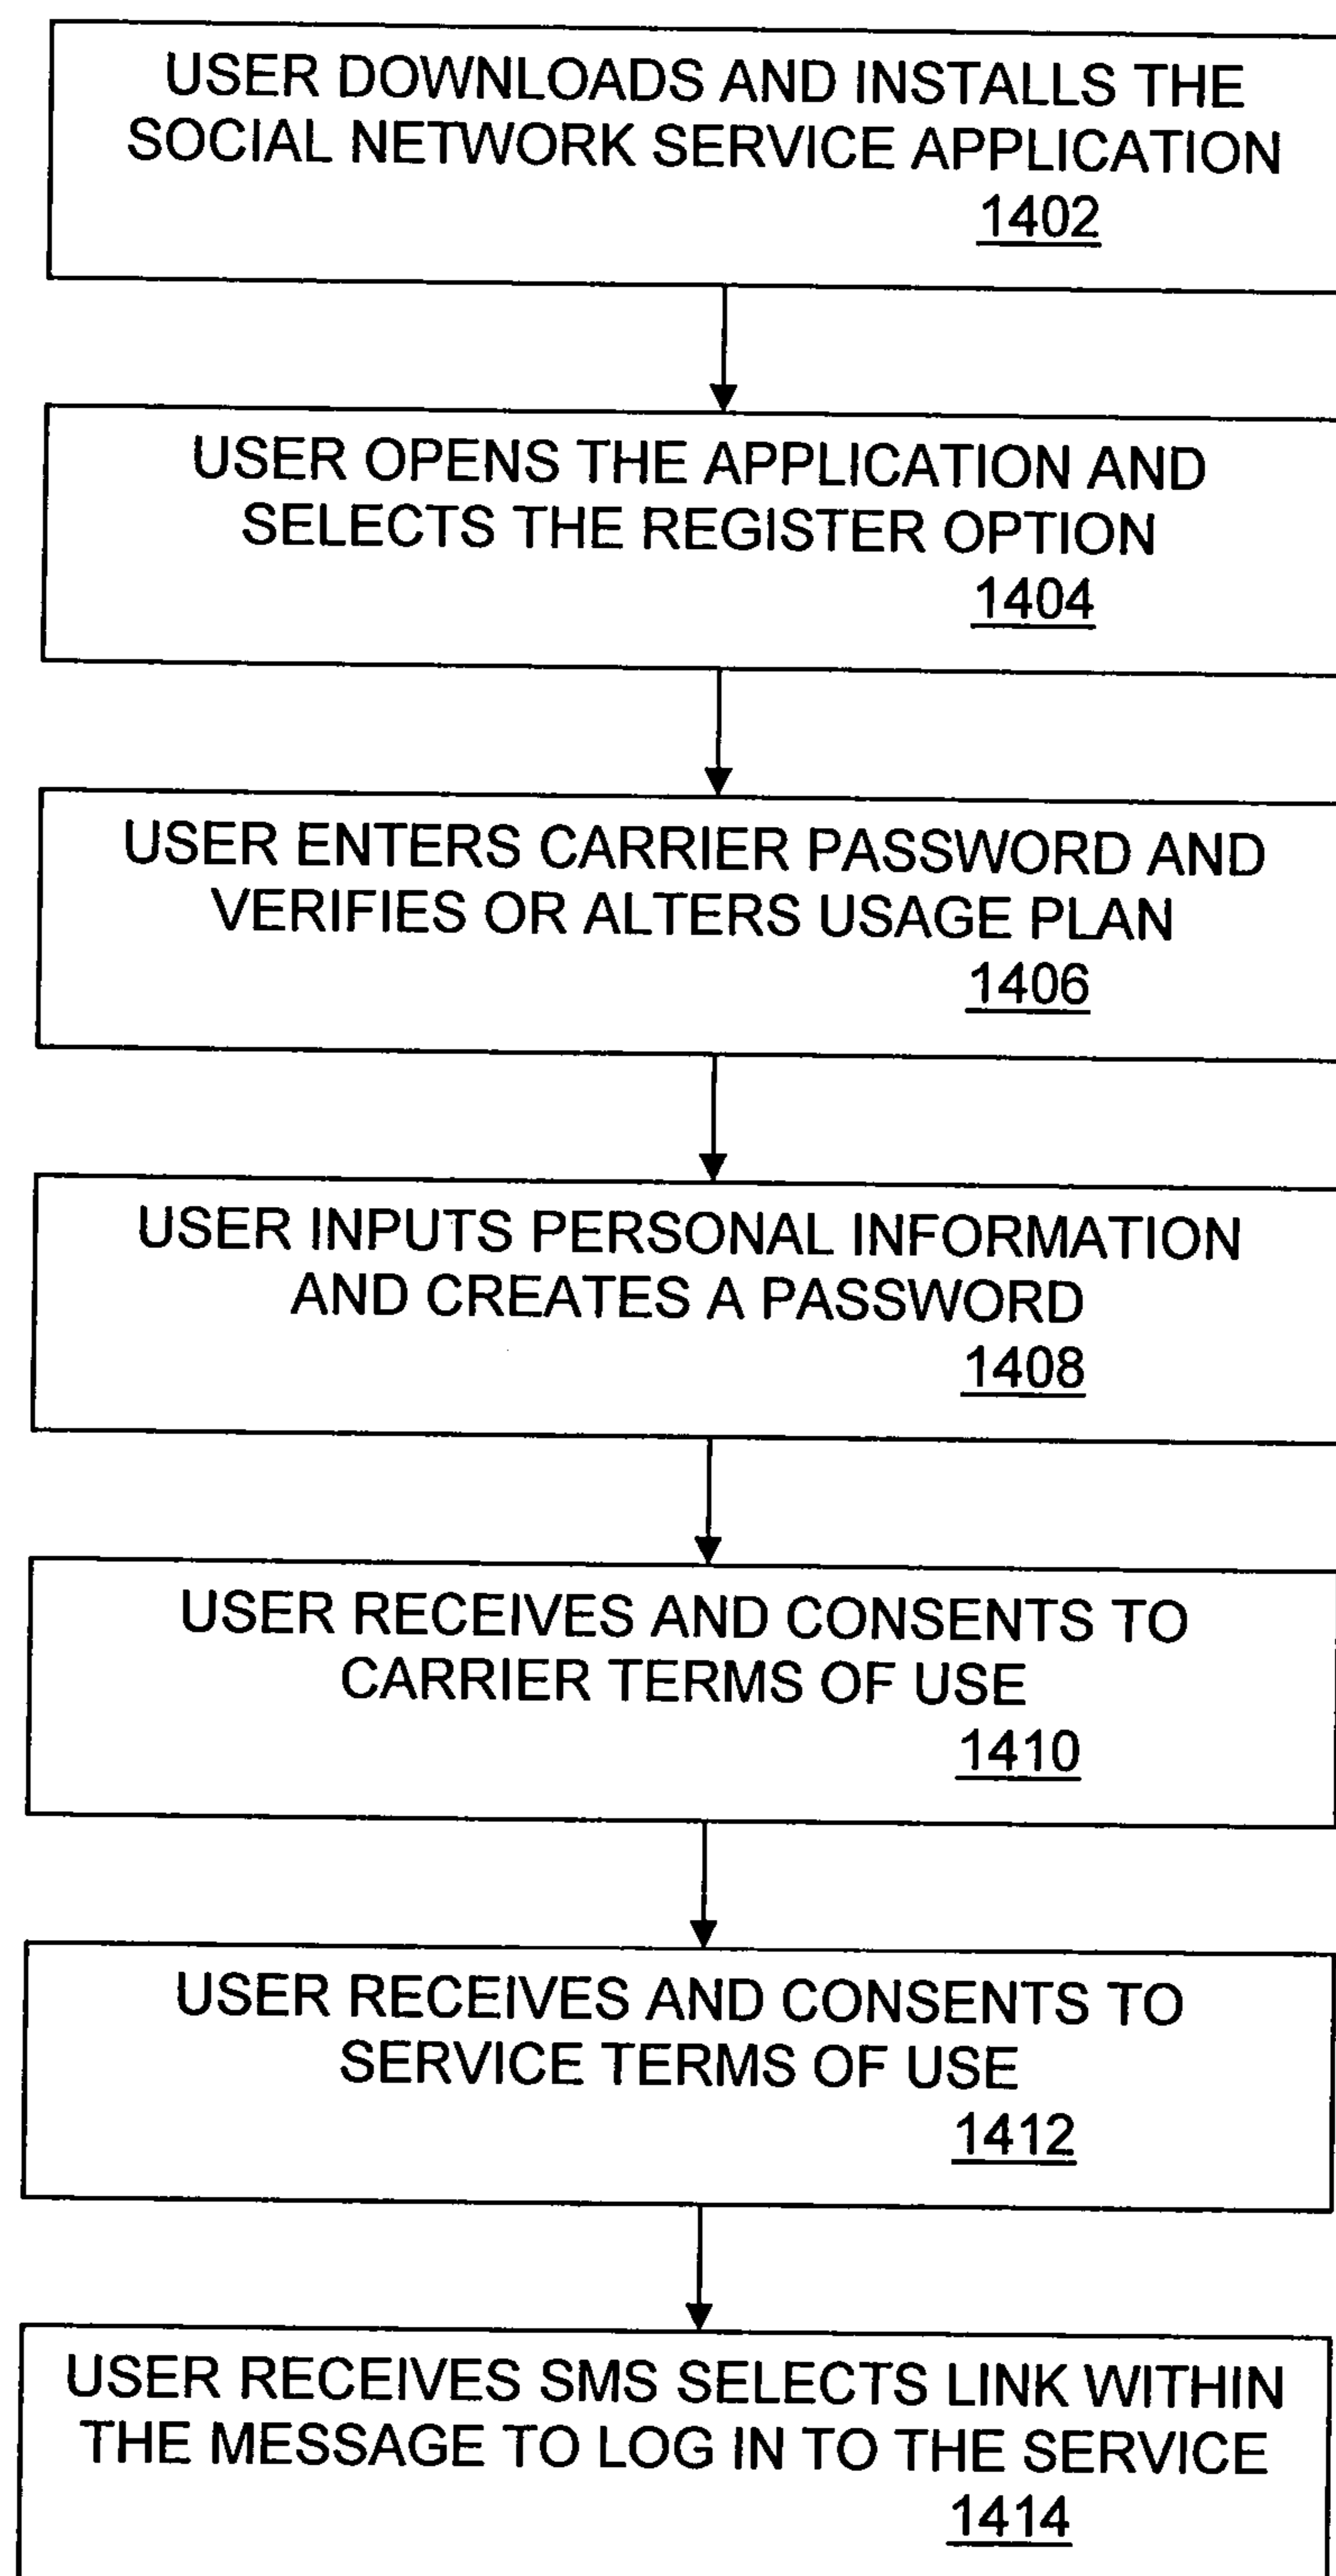 USER DOWNLOADS AND INSTALLS THE
SOCIAL NETWORK SERVICE APPLICATION
1402
USER OPENS THE APPLICATION AND
SELECTS THE REGISTER OPTION
1404
USER ENTERS CARRIER PASSWORD AND
VERIFIES OR ALTERS USAGE PLAN
1406
USER INPUTS PERSONAL INFORMATION
AND CREATES A PASSWORD
1408
USER RECEIVES AND CONSENTS TO
CARRIER TERMS OF USE
1410
USER RECEIVES AND CONSENTS TO
SERVICE TERMS OF USE
1412
USER RECEIVES SMS SELECTS LINK WITHIN
THE MESSAGE TO LOG IN TO THE SERVICE
1414